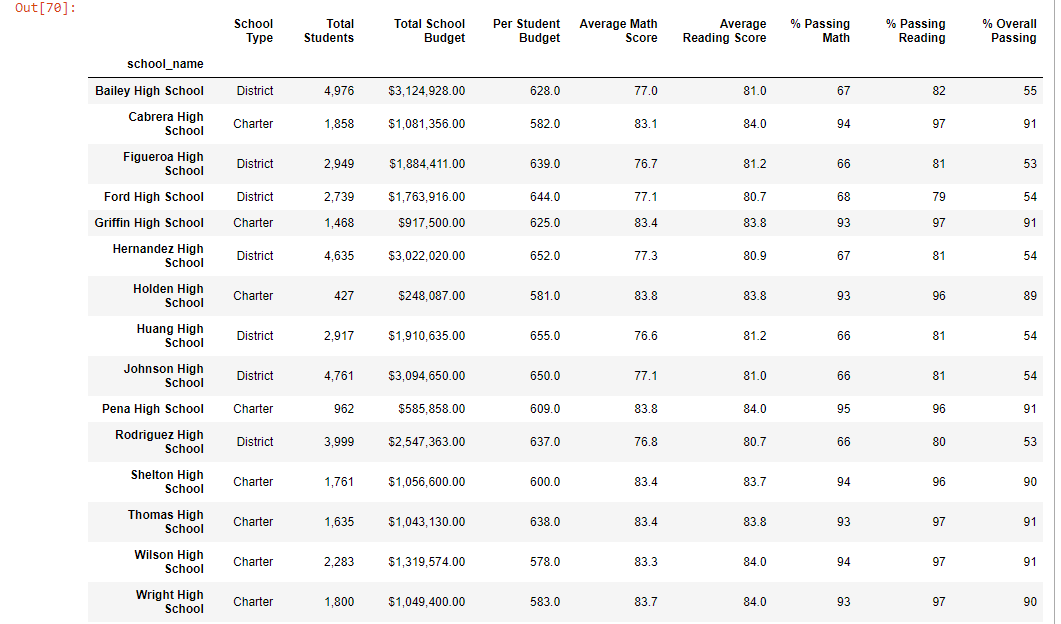 Out[70]:
School Type Total Students Total School Budget Per Student Budget Average Math Score Average Reading Score % Passing Math % Passing Reading % Overall Passing
school_name
Bailey High School District 4,976 $3,124,928.00 628.0 77.0 81.0 67 82 55
Cabrera High School Charter 1,858 $1,081,356.00 582.0 83.1 84.0 94 97 91
Figueroa High School District 2,949 $1,884,411.00 639.0 76.7 81.2 66 81 53
Ford High School District 2,739 $1,763,916.00 644.0 77.1 80.7 68 79 54
Griffin High School Charter 1,468 $917,500.00 625.0 83.4 83.8 93 97 91
Hernandez High School District 4,635 $3,022,020.00 652.0 77.3 80.9 67 81 54
Holden High School Charter 427 $248,087.00 581.0 83.8 83.8 93 96 89
Huang High School District 2,917 $1,910,635.00 655.0 76.6 81.2 66 81 54
Johnson High School District 4,761 $3,094,650.00 650.0 77.1 81.0 66 81 54
Pena High School Charter 962 $585,858.00 609.0 83.8 84.0 95 96 91
Rodriguez High School District 3,999 $2,547,363.00 637.0 76.8 80.7 66 80 53
Shelton High School Charter 1,761 $1,056,600.00 600.0 83.4 83.7 94 96 90
Thomas High School Charter 1,635 $1,043,130.00 638.0 83.4 83.8 93 97 91
Wilson High School Charter 2,283 $1,319,574.00 578.0 83.3 84.0 94 97 91
Wright High School Charter 1,800 $1,049,400.00 583.0 83.7 84.0 93 97 90